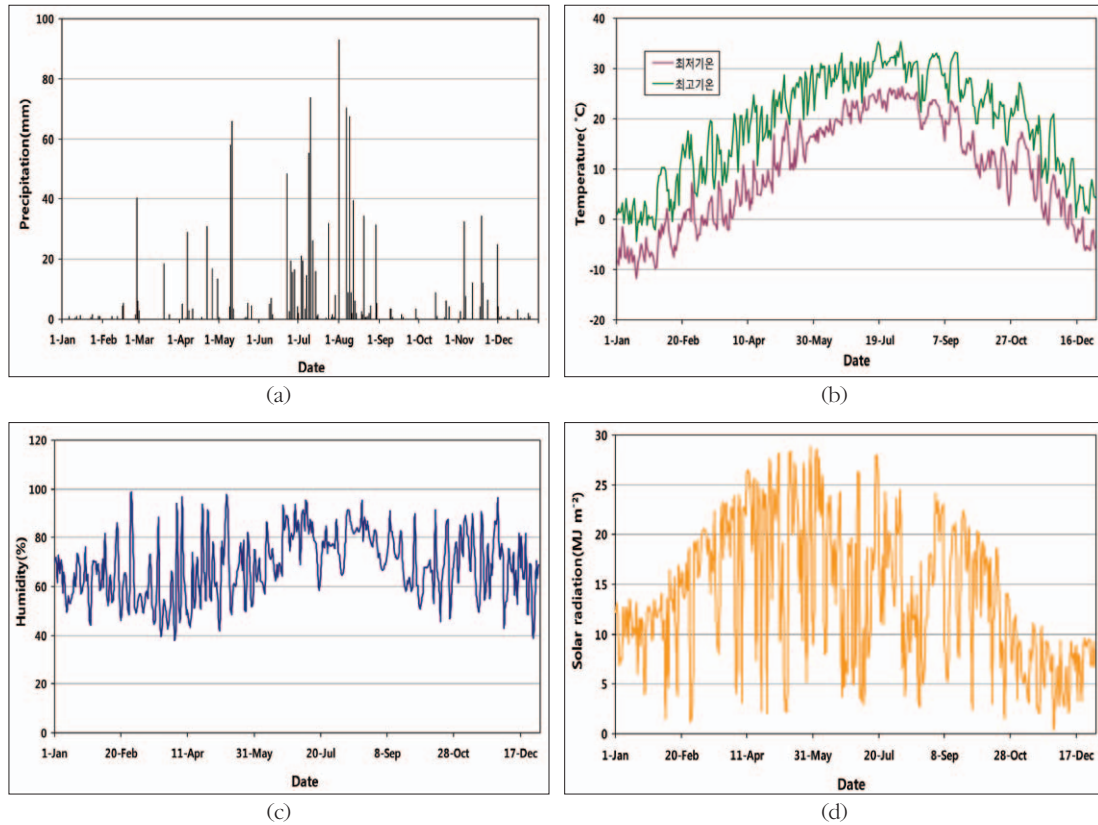 100
80
60
40
20
0
Precipitation(mm)
1-Jan 1-Feb 1-Mar 1-Apr 1-May 1-Jun 1-Jul 1-Aug 1-Sep 1-Oct 1-Nov 1-Dec
Date
(a)
40
30
20
10
0
-10
-20
Temperature( ℃)
최저기온
최고기온
1-Jan 20-Feb 10-Apr 30-May 19-Jul 7-Sep 27-Oct 16-Dec
Date
(b)
120
100
80
60
40
20
0
Humidity(%)
1-Jan 20-Feb 11-Apr 31-May 20-Jul 8-Sep 28-Oct 17-Dec
Date
(c)
30
25
20
15
10
5
0
Solar radiation(MJ m⁻²)
1-Jan 20-Feb 11-Apr 31-May 20-Jul 8-Sep 28-Oct 17-Dec
Date
(d)